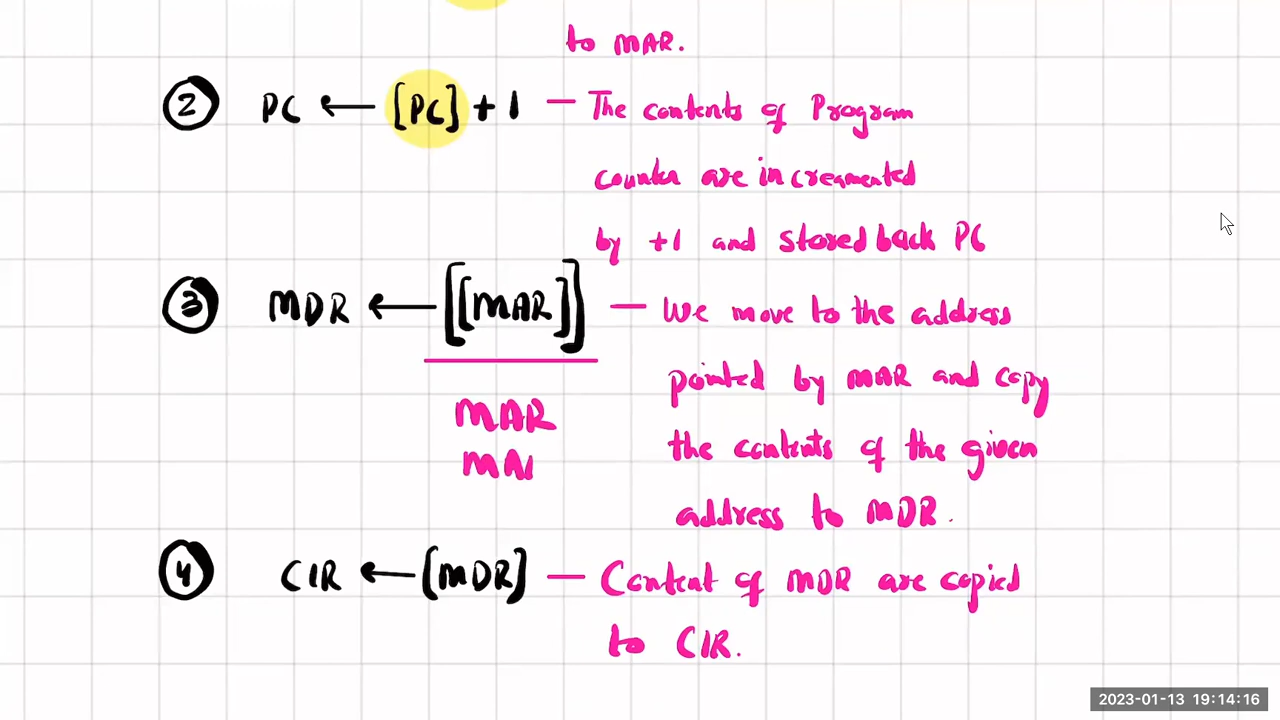 to MAR.
② PC ← [PC] + 1 — The contents of Program
counter are increamented
by +1 and stored back PC
③ MDR ← [[MAR]] — We move to the address
pointed by MAR and copy
MAR
the contents of the given
MAR
address to MDR.
④ CIR ← [MDR] — Content of MDR are copied
to CIR.
2023-01-13 19:14:16